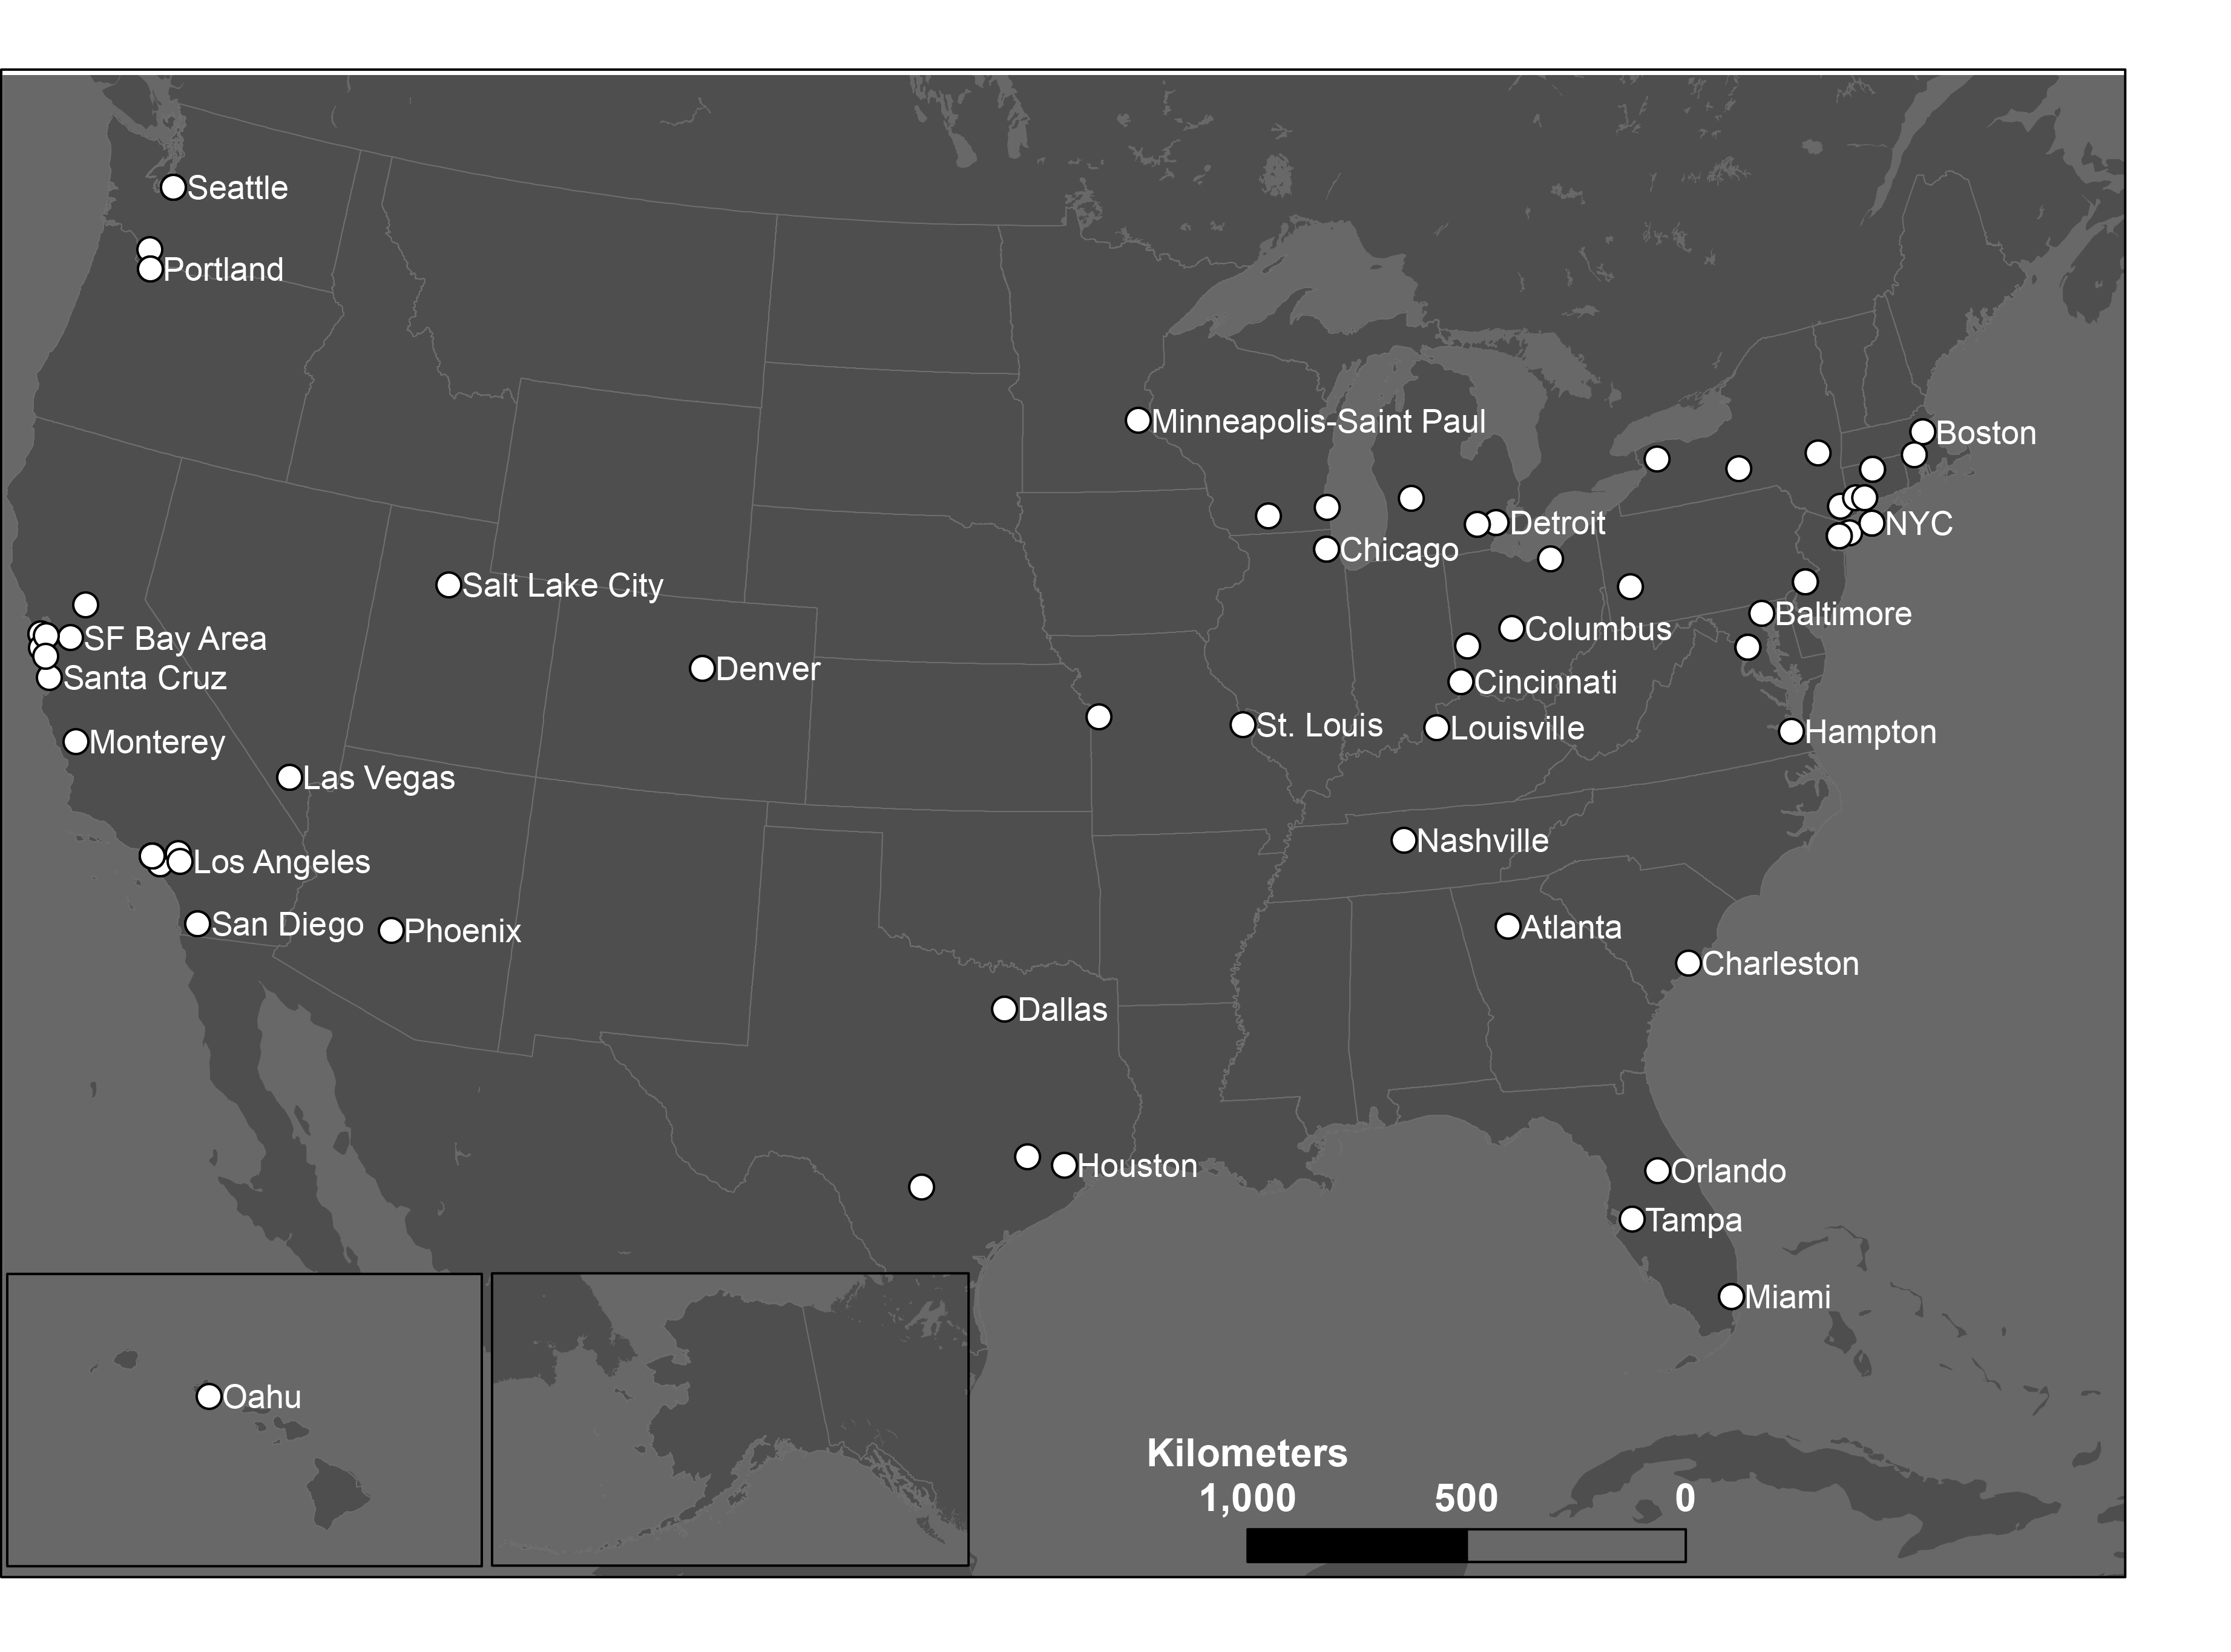 Seattle
Portland
Minneapolis-Saint Paul
Boston
Detroit
NYC
Chicago
Salt Lake City
Baltimore
Columbus
SF Bay Area
Denver
Santa Cruz
Cincinnati
St. Louis
Louisville
Hampton
Monterey
Las Vegas
Nashville
Los Angeles
San Diego
Phoenix
Atlanta
Charleston
Dallas
Houston
Orlando
Tampa
Miami
Oahu
Kilometers
1,000 500 0